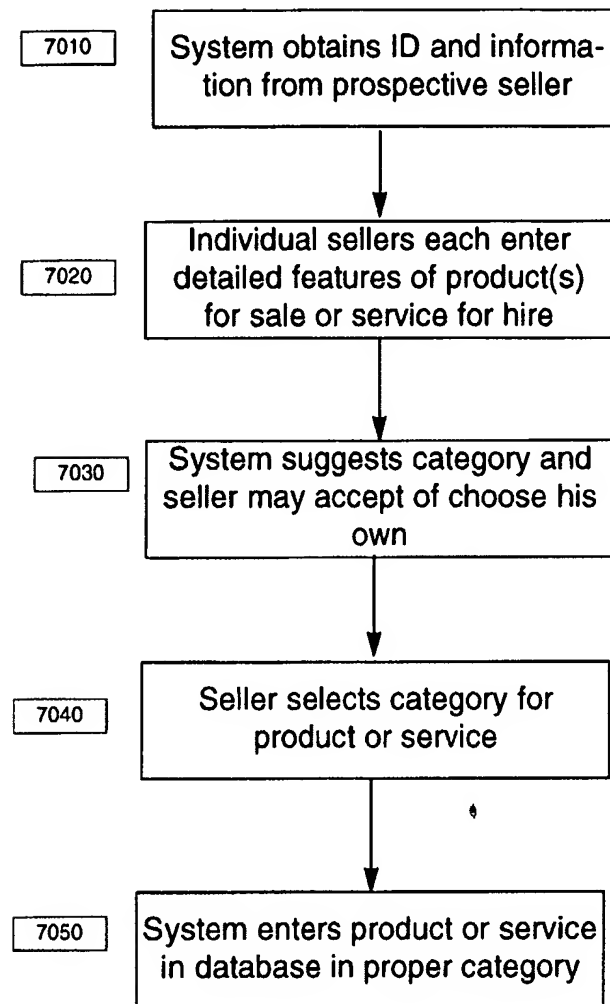 7010
System obtains ID and informa-
tion from prospective seller
7020
Individual sellers each enter
detailed features of product(s)
for sale or service for hire
7030
System suggests category and
seller may accept of choose his
own
7040
Seller selects category for
product or service
7050
System enters product or service
in database in proper category